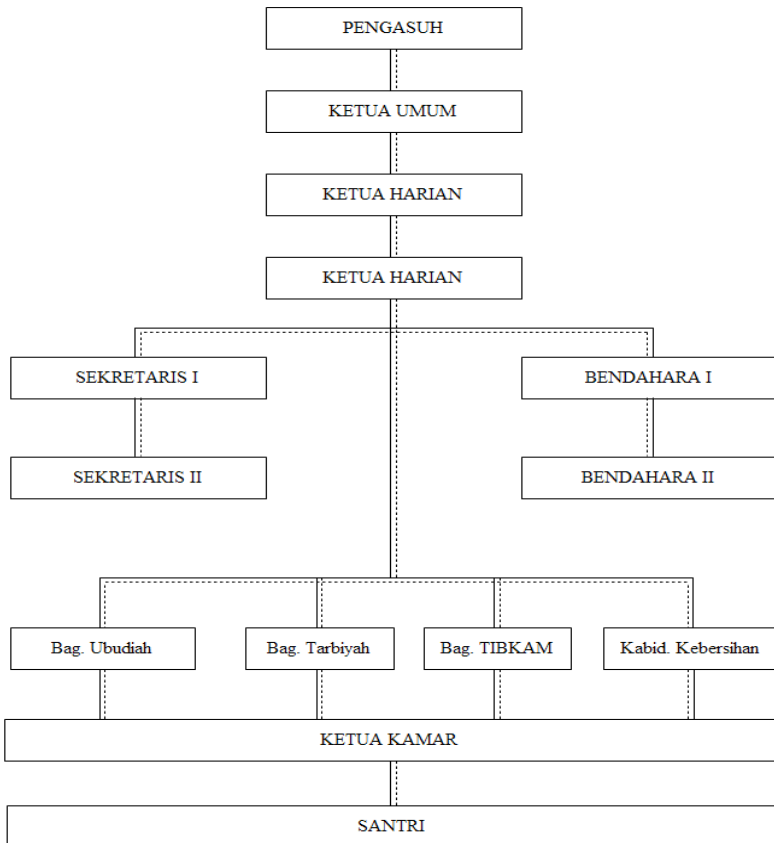 PENGASUH
KETUA UMUM
KETUA HARIAN
KETUA HARIAN
SEKRETARIS I
BENDAHARA I
SEKRETARIS II
BENDAHARA II
Bag. Ubudiah
Bag. Tarbiyah
Bag. TIBKAM
Kabid. Kebersihan
KETUA KAMAR
SANTRI